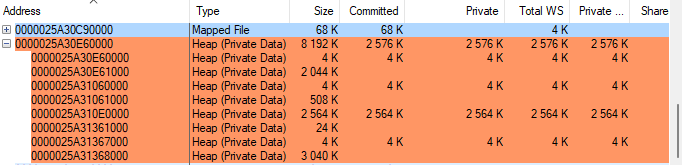 Address Type Size Committed Private Total WS Private ... Share
0000025A30C90000 Mapped File 68 K 68 K 4 K
0000025A30E60000 Heap (Private Data) 8 192 K 2 576 K 2 576 K 2 576 K 2 576 K
0000025A30E60000 Heap (Private Data) 4 K 4 K 4 K 4 K 4 K
0000025A30E61000 Heap (Private Data) 2 044 K
0000025A31060000 Heap (Private Data) 4 K 4 K 4 K 4 K 4 K
0000025A31061000 Heap (Private Data) 508 K
0000025A310E0000 Heap (Private Data) 2 564 K 2 564 K 2 564 K 2 564 K 2 564 K
0000025A31361000 Heap (Private Data) 24 K
0000025A31367000 Heap (Private Data) 4 K 4 K 4 K 4 K 4 K
0000025A31368000 Heap (Private Data) 3 040 K